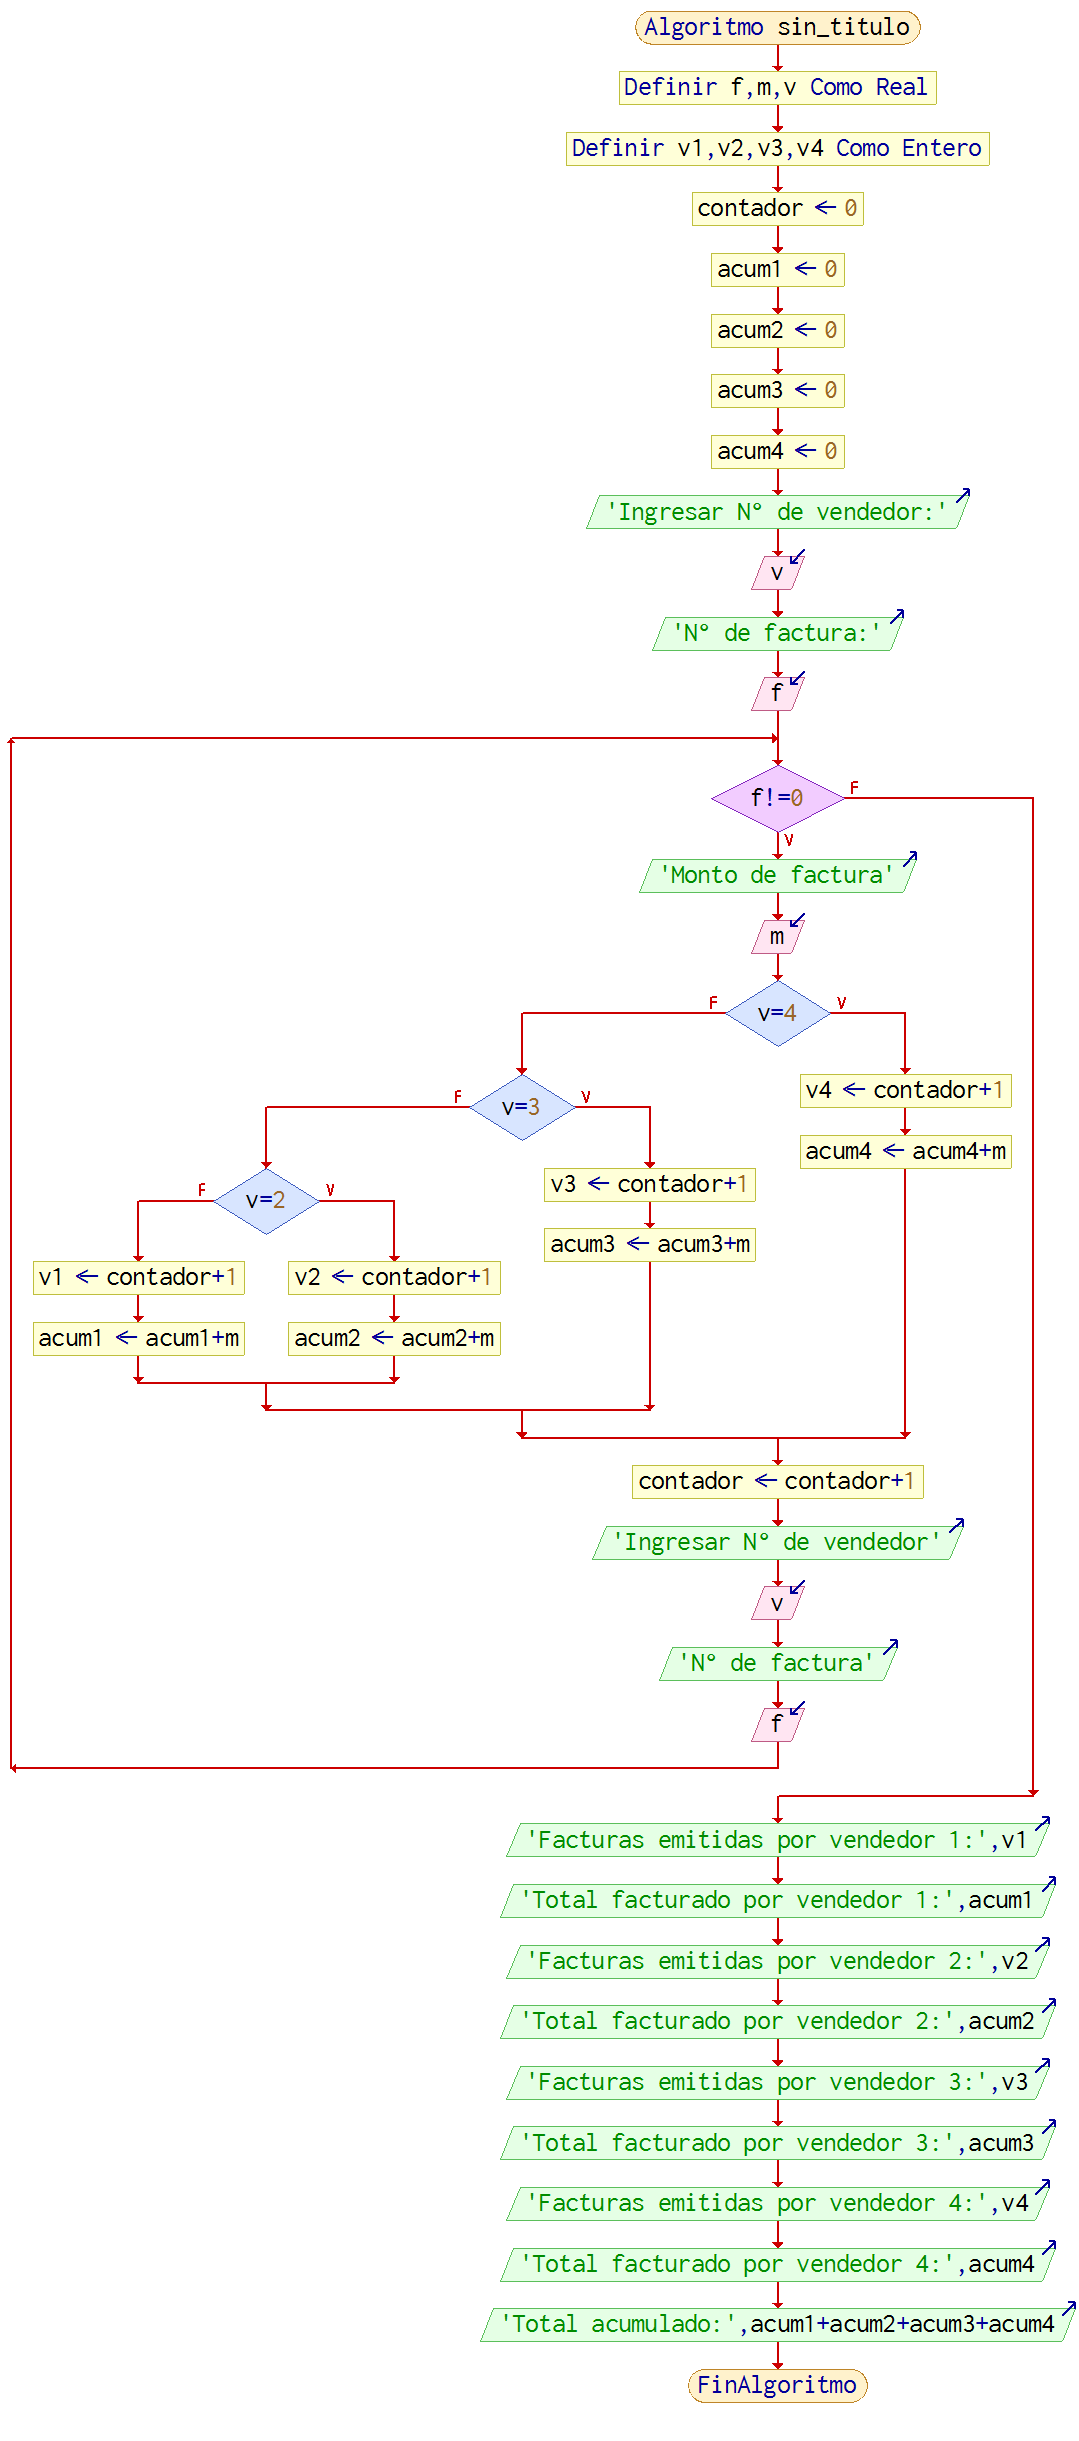 Algoritmo sin_titulo
Definir f,m,v Como Real
Definir v1,v2,v3,v4 Como Entero
contador ← 0
acum1 ← 0
acum2 ← 0
acum3 ← 0
acum4 ← 0
'Ingresar N° de vendedor:'
v
'N° de factura:'
f
f!=0
F
V
'Monto de factura'
m
F
v=4
V
F
v=3
V
v4 ← contador+1
acum4 ← acum4+m
F
v=2
V
v3 ← contador+1
acum3 ← acum3+m
v1 ← contador+1
v2 ← contador+1
acum1 ← acum1+m
acum2 ← acum2+m
contador ← contador+1
'Ingresar N° de vendedor'
v
'N° de factura'
f
'Facturas emitidas por vendedor 1:',v1
'Total facturado por vendedor 1:',acum1
'Facturas emitidas por vendedor 2:',v2
'Total facturado por vendedor 2:',acum2
'Facturas emitidas por vendedor 3:',v3
'Total facturado por vendedor 3:',acum3
'Facturas emitidas por vendedor 4:',v4
'Total facturado por vendedor 4:',acum4
'Total acumulado:',acum1+acum2+acum3+acum4
FinAlgoritmo